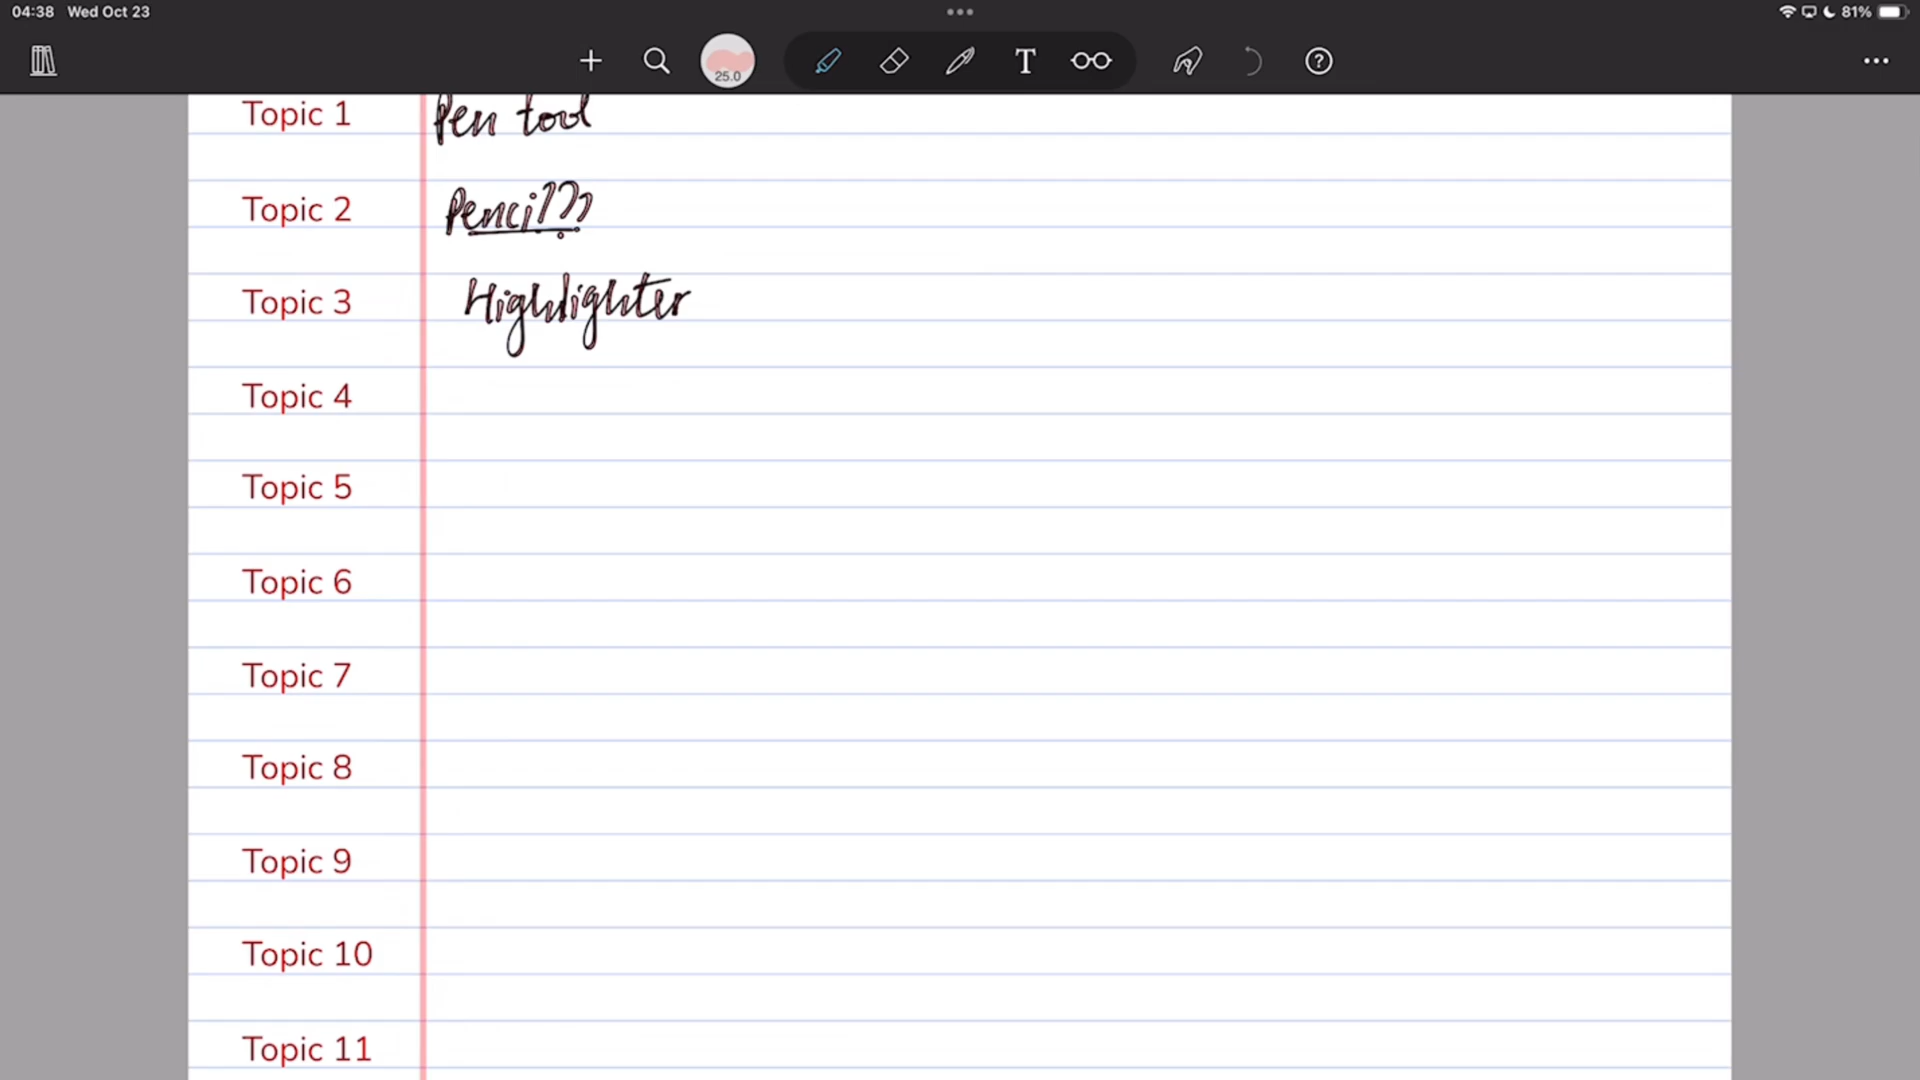 04:38 Wed Oct 23
81%
25.0
T
?
Topic 1 Pen tool
Topic 2 Pencil???
Topic 3 Highlighter
Topic 4
Topic 5
Topic 6
Topic 7
Topic 8
Topic 9
Topic 10
Topic 11